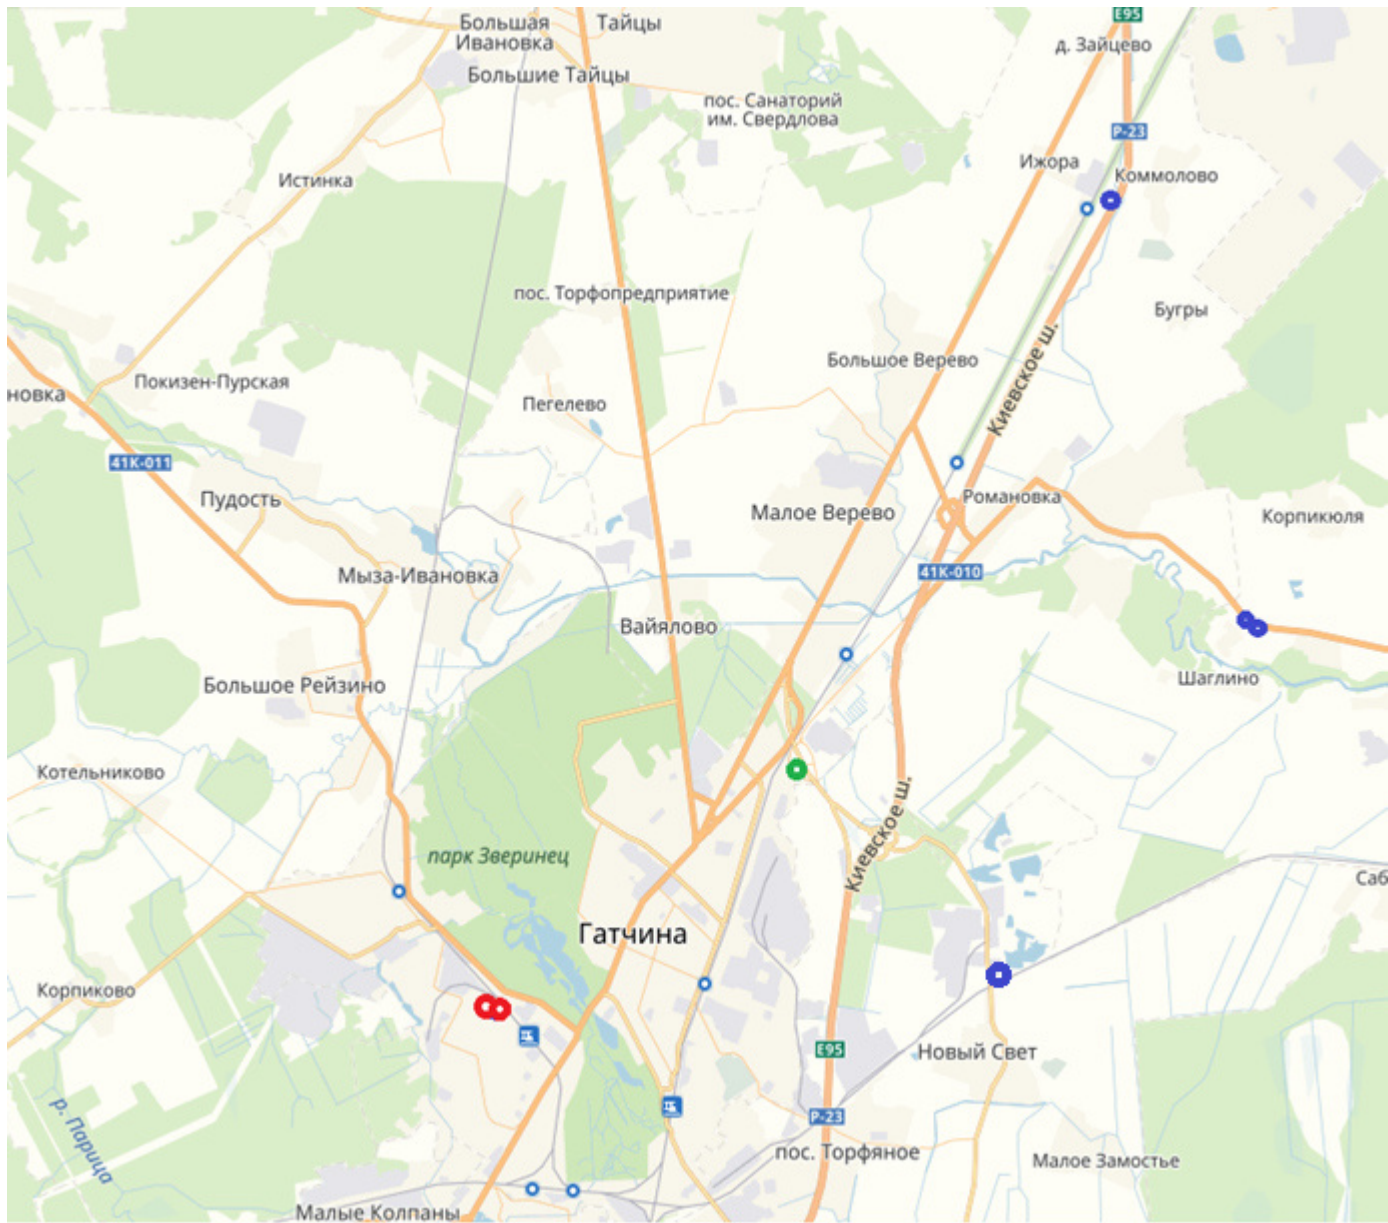 E95
Большая
Ивановка
Тайцы
д. Зайцево
Большие Тайцы
пос. Санаторий
им. Свердлова
P-23
Ижора
Коммолово
Истинка
пос. Торфопредприятие
Бугры
Киевское ш.
Большое Верево
Покизен-Пурская
новка
Пегелево
41К-011
Пудость
Романовка
Малое Верево
Корпикюля
Мыза-Ивановка
41К-010
Вайялово
Шаглино
Большое Рейзино
Котельниково
Киевское ш.
парк Зверинец
Саб
Гатчина
Корпиково
E95
Новый Свет
р. Парица
P-23
пос. Торфяное
Малое Замостье
Малые Колпаны